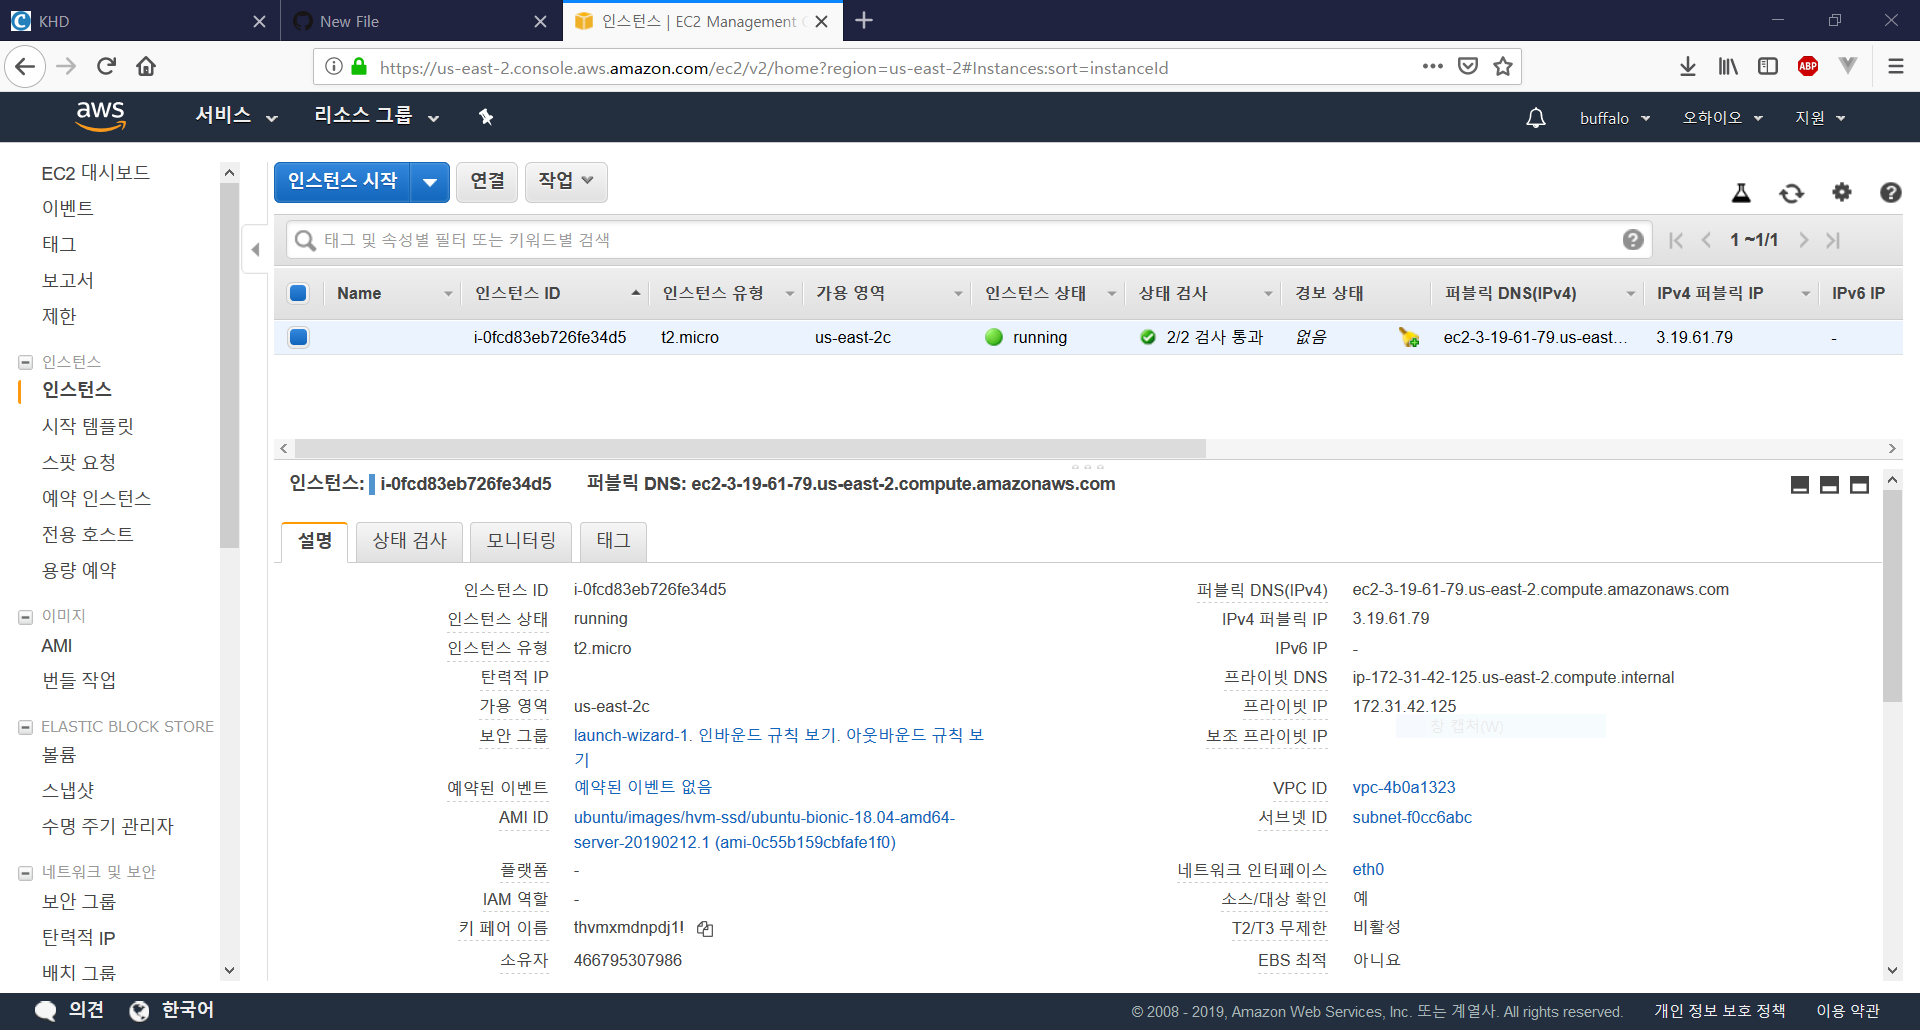 KHD
New File
인스턴스 | EC2 Management C
https://us-east-2.console.aws.amazon.com/ec2/v2/home?region=us-east-2#Instances:sort=instanceId
ABP
aws
서비스
리소스 그룹
buffalo
오하이오
지원
EC2 대시보드
이벤트
태그
보고서
제한
인스턴스
인스턴스
시작 템플릿
스팟 요청
예약 인스턴스
전용 호스트
용량 예약
이미지
AMI
번들 작업
ELASTIC BLOCK STORE
볼륨
스냅샷
수명 주기 관리자
네트워크 및 보안
보안 그룹
탄력적 IP
배치 그룹
인스턴스 시작
연결
작업
태그 및 속성별 필터 또는 키워드별 검색
1 ~1/1
Name 인스턴스 ID 인스턴스 유형 가용 영역 인스턴스 상태 상태 검사 경보 상태 퍼블릭 DNS(IPv4) IPv4 퍼블릭 IP IPv6 IP
i-0fcd83eb726fe34d5 t2.micro us-east-2c running 2/2 검사 통과 없음 ec2-3-19-61-79.us-east... 3.19.61.79 -
인스턴스: i-0fcd83eb726fe34d5 퍼블릭 DNS: ec2-3-19-61-79.us-east-2.compute.amazonaws.com
설명 상태 검사 모니터링 태그
인스턴스 ID i-0fcd83eb726fe34d5
인스턴스 상태 running
인스턴스 유형 t2.micro
탄력적 IP
가용 영역 us-east-2c
보안 그룹 launch-wizard-1. 인바운드 규칙 보기. 아웃바운드 규칙 보
기
예약된 이벤트 예약된 이벤트 없음
AMI ID ubuntu/images/hvm-ssd/ubuntu-bionic-18.04-amd64-
server-20190212.1 (ami-0c55b159cbfafe1f0)
플랫폼 -
IAM 역할 -
키 페어 이름 thvmxmdnpdj1!
소유자 466795307986
퍼블릭 DNS(IPv4) ec2-3-19-61-79.us-east-2.compute.amazonaws.com
IPv4 퍼블릭 IP 3.19.61.79
IPv6 IP -
프라이빗 DNS ip-172-31-42-125.us-east-2.compute.internal
프라이빗 IP 172.31.42.125
창 캡처(W)
보조 프라이빗 IP
VPC ID vpc-4b0a1323
서브넷 ID subnet-f0cc6abc
네트워크 인터페이스 eth0
소스/대상 확인 예
T2/T3 무제한 비활성
EBS 최적 아니요
의견
한국어
© 2008 - 2019, Amazon Web Services, Inc. 또는 계열사. All rights reserved.
개인 정보 보호 정책
이용 약관